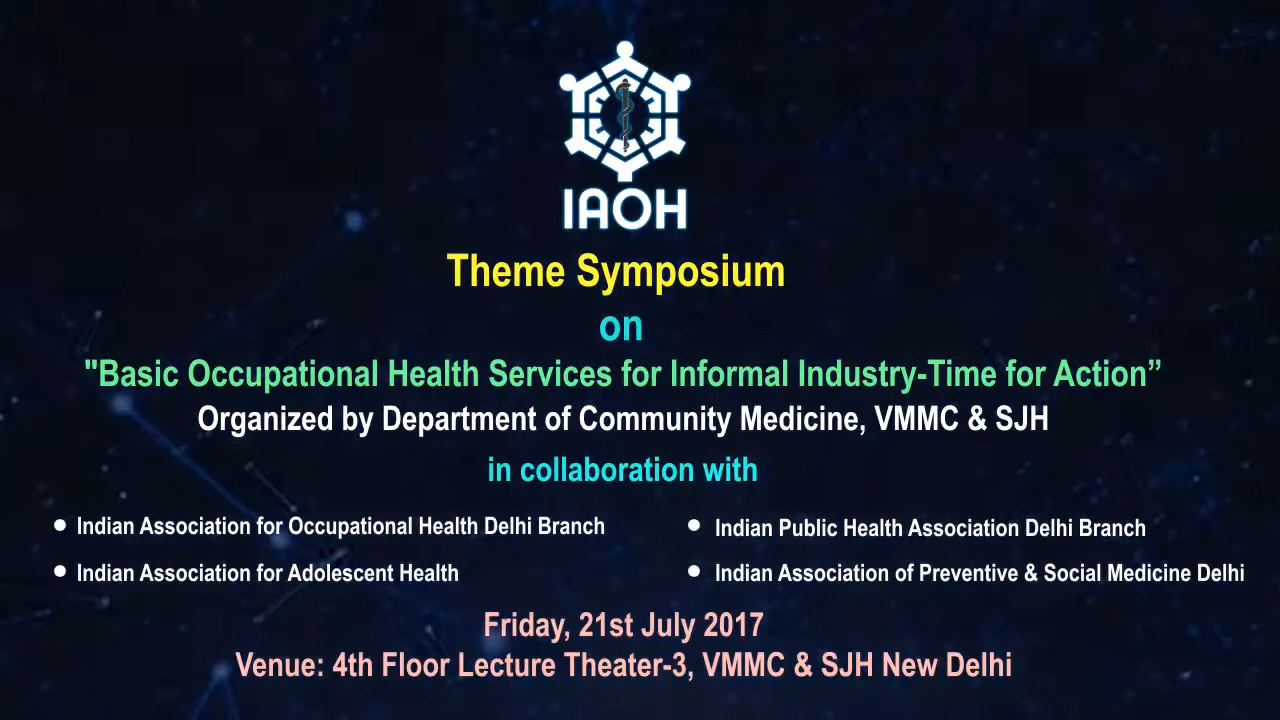 IAOH
Theme Symposium
on
"Basic Occupational Health Services for Informal Industry-Time for Action”
Organized by Department of Community Medicine, VMMC & SJH
in collaboration with
• Indian Association for Occupational Health Delhi Branch
• Indian Public Health Association Delhi Branch
• Indian Association for Adolescent Health
• Indian Association of Preventive & Social Medicine Delhi
Friday, 21st July 2017
Venue: 4th Floor Lecture Theater-3, VMMC & SJH New Delhi